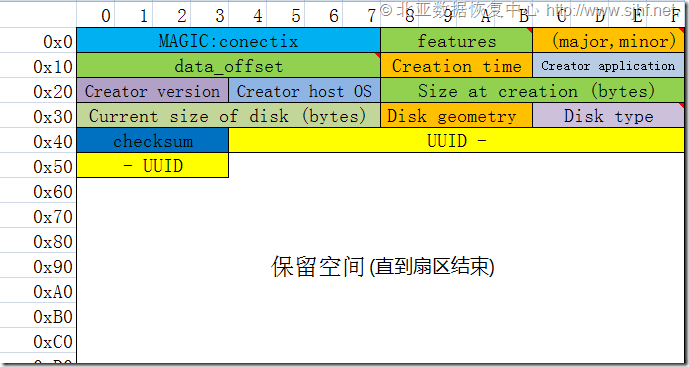 © 北亚数据恢复中心 http://www.sjhf.net
0 1 2 3 4 5 6 7 8 9 A B C D E F
0x0 MAGIC:conectix features (major,minor)
0x10 data_offset Creation time Creator application
0x20 Creator version Creator host OS Size at creation (bytes)
0x30 Current size of disk (bytes) Disk geometry Disk type
0x40 checksum UUID -
0x50 - UUID
0x60
0x70
0x80
0x90 保留空间 (直到扇区结束)
0xA0
0xB0
0xC0